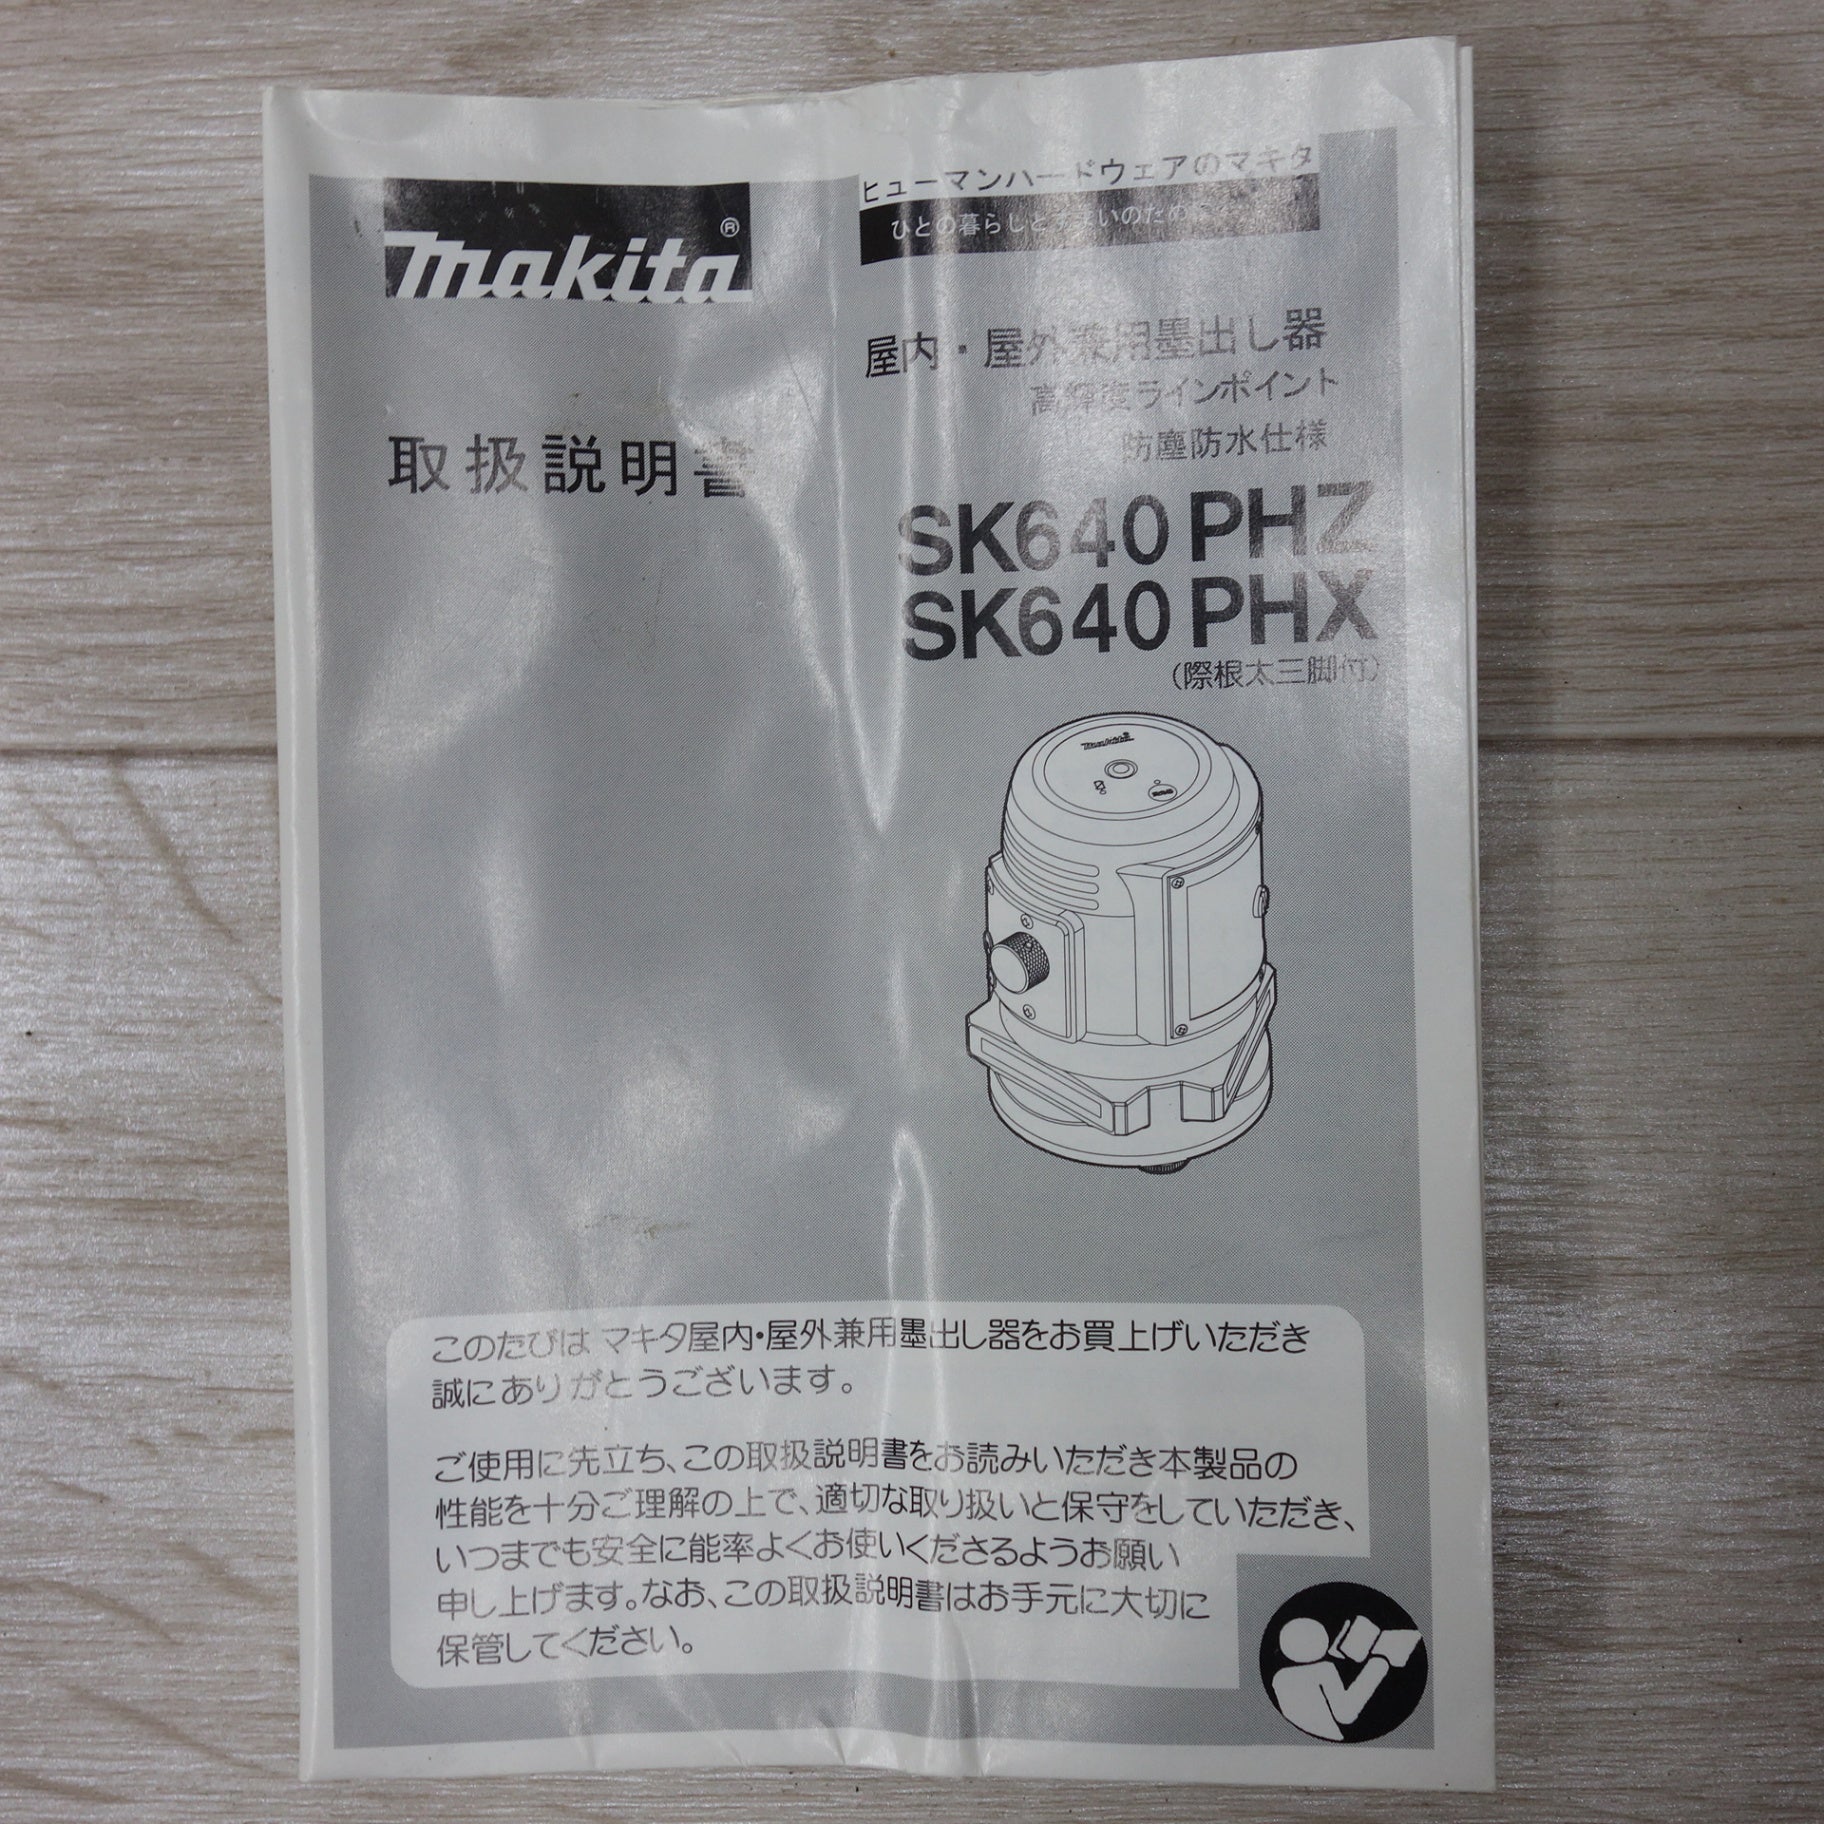 makita®
ヒューマンハードウェアのマキタ
ひとの暮らしと
取扱説明書
屋内・屋外兼用墨出し器
高輝度ラインポイント
防塵防水仕様
SK640PHZ
SK640PHX
（際根太三脚付）
makita
このたびは マキタ屋内・屋外兼用墨出し器をお買上げいただき
誠にありがとうございます。
ご使用に先立ち、この取扱説明書をお読みいただき本製品の
性能を十分ご理解の上で、適切な取り扱いと保守をしていただき、
いつまでも安全に能率よくお使いくださるようお願い
申し上げます。なお、この取扱説明書はお手元に大切に
保管してください。